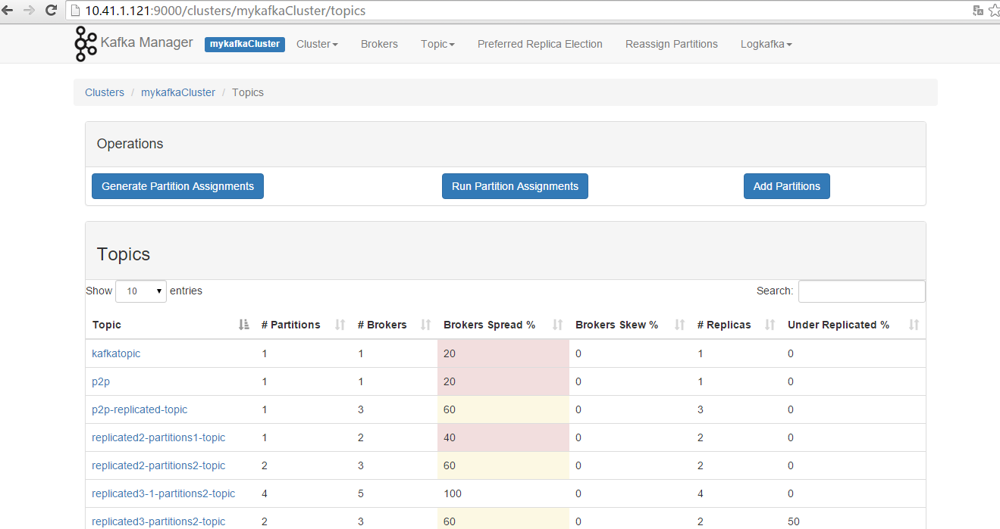 10.41.1.121:9000/clusters/mykafkaCluster/topics
Kafka Manager mykafkaCluster Cluster Brokers Topic Preferred Replica Election Reassign Partitions Logkafka
Clusters / mykafkaCluster / Topics
Operations
Generate Partition Assignments Run Partition Assignments Add Partitions
Topics
Show 10 entries Search:
Topic # Partitions # Brokers Brokers Spread % Brokers Skew % # Replicas Under Replicated %
kafkatopic 1 1 20 0 1 0
p2p 1 1 20 0 1 0
p2p-replicated-topic 1 3 60 0 3 0
replicated2-partitions1-topic 1 2 40 0 2 0
replicated2-partitions2-topic 2 3 60 0 2 0
replicated3-1-partitions2-topic 4 5 100 0 4 0
replicated3-partitions2-topic 2 3 60 0 2 50